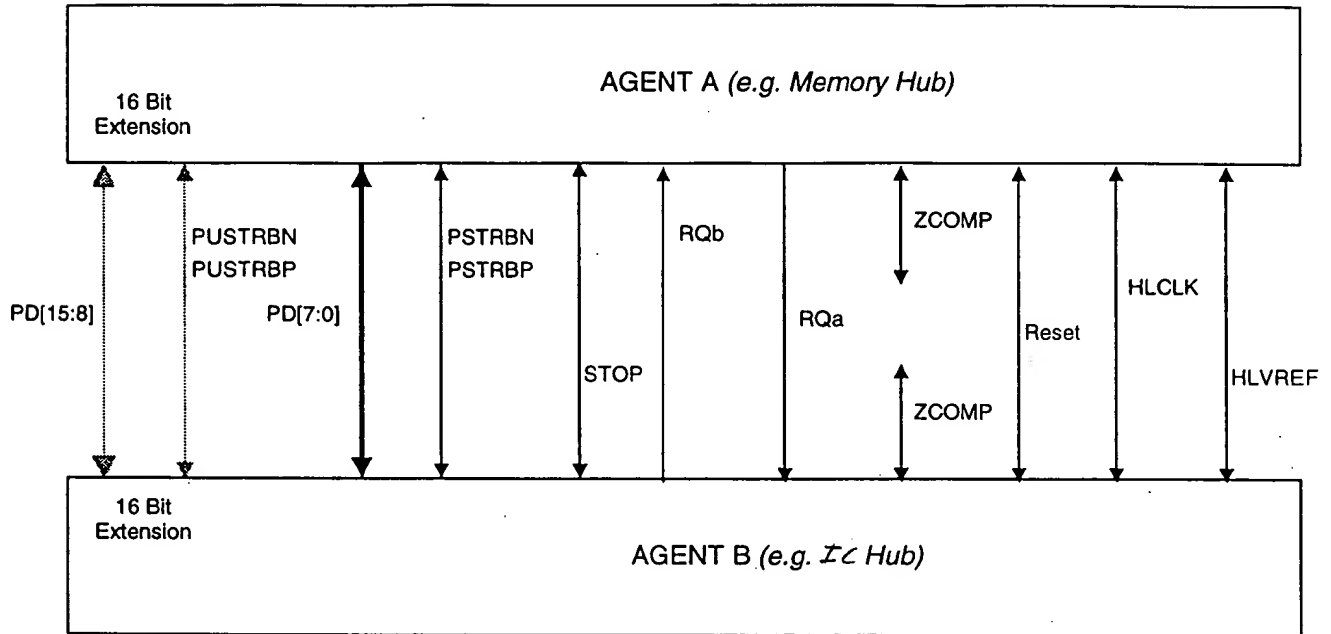 AGENT A (e.g. Memory Hub)
16 Bit
Extension
PUSTRBN
PUSTRBP
PSTRBN
PSTRBP
RQb
ZCOMP
HLCLK
PD[15:8]
PD[7:0]
RQa
Reset
STOP
HLVREF
ZCOMP
16 Bit
Extension
AGENT B (e.g. IC Hub)